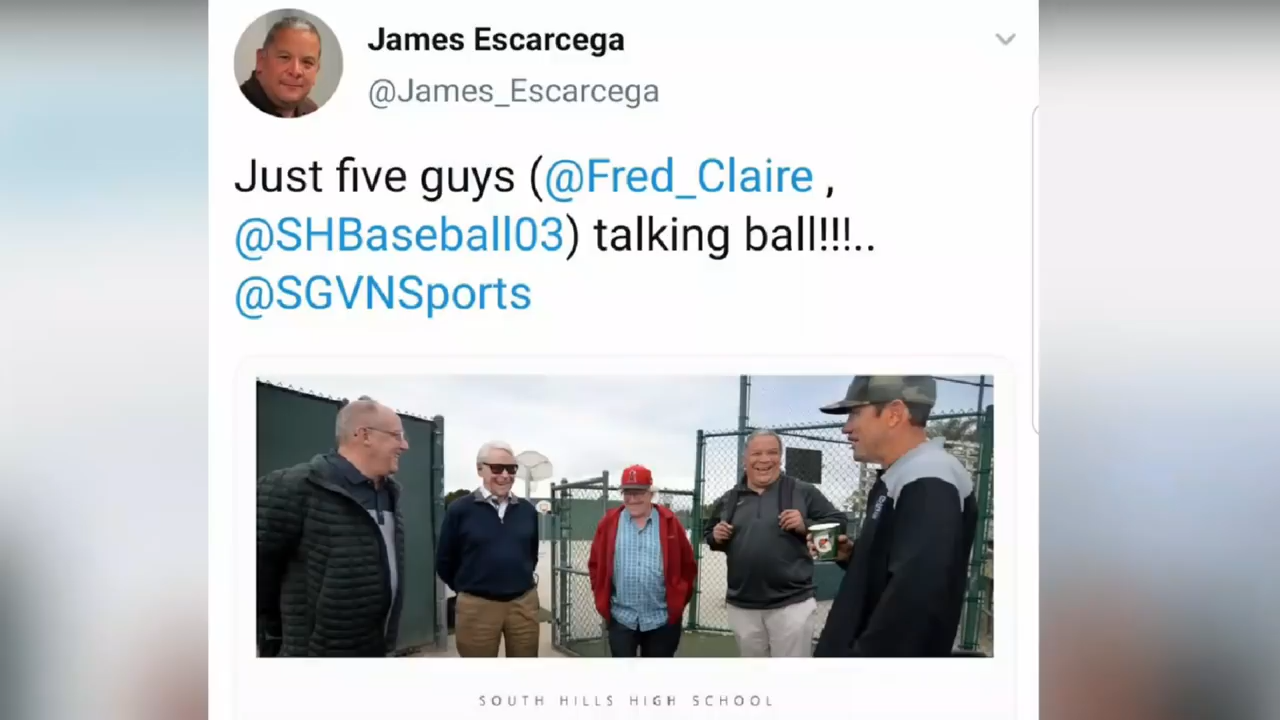 James Escarcega
@James_Escarcega
Just five guys (@Fred_Claire ,
@SHBaseball03) talking ball!!!..
@SGVNSports
SOUTH HILLS HIGH SCHOOL